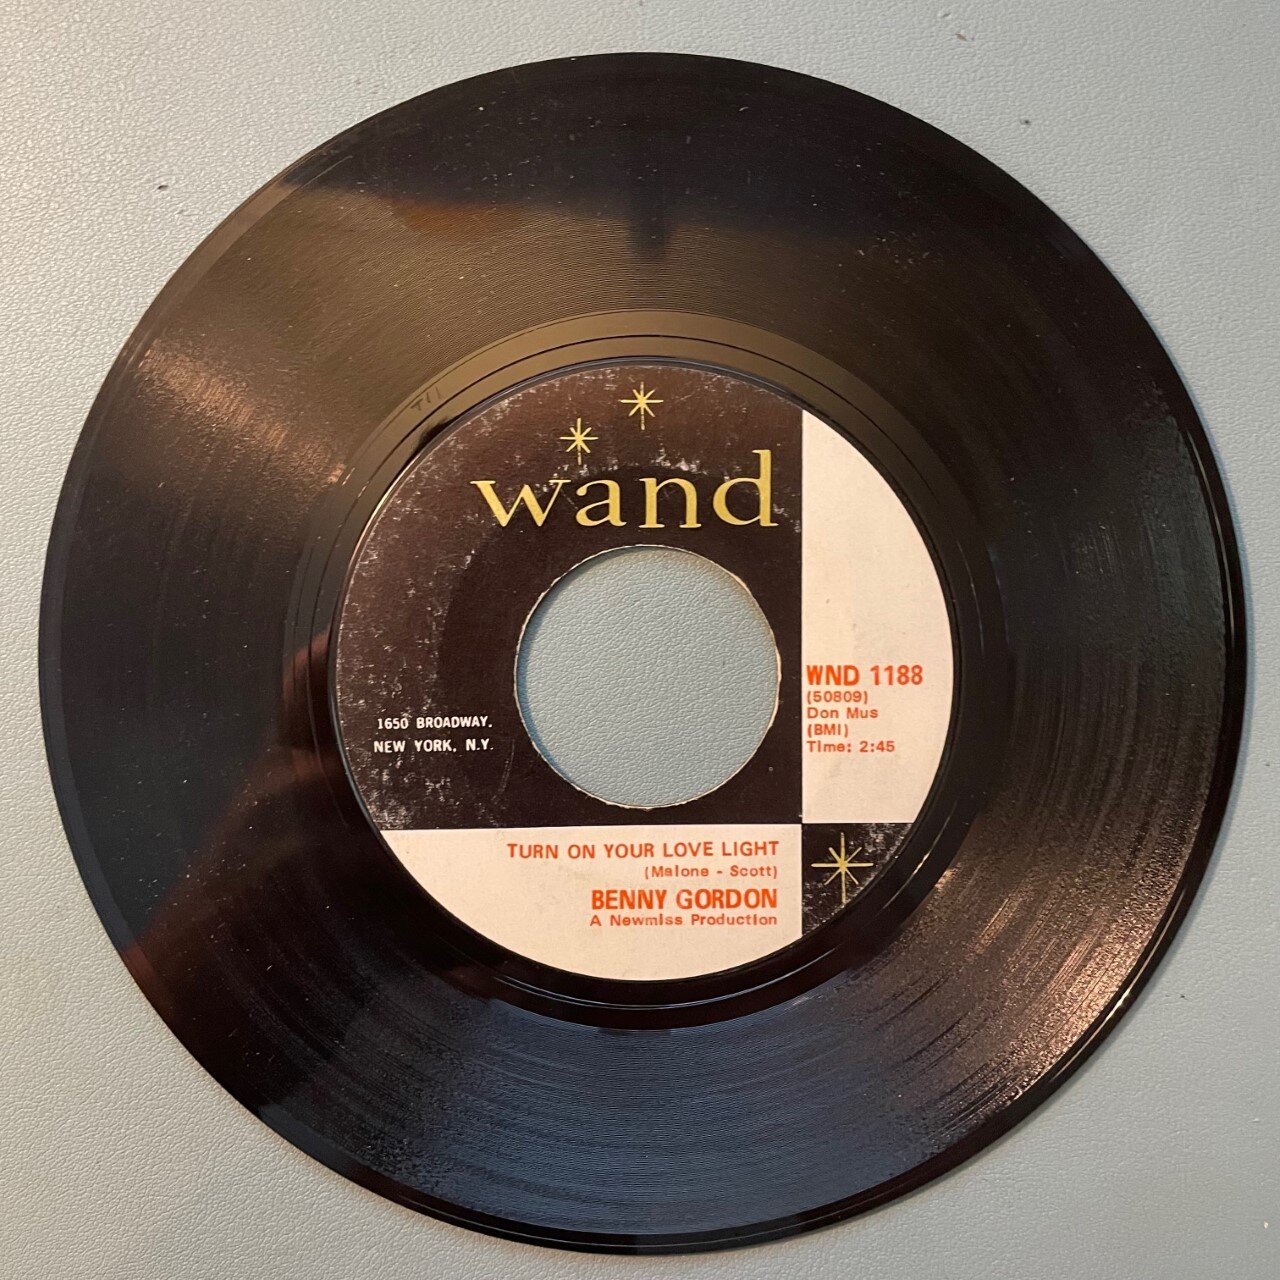 wand
1650 BROADWAY,
NEW YORK, N.Y.
WND 1188
(50809)
Don Mus
(BMI)
Time: 2:45
TURN ON YOUR LOVE LIGHT
(Malone - Scott)
BENNY GORDON
A Newmiss Production